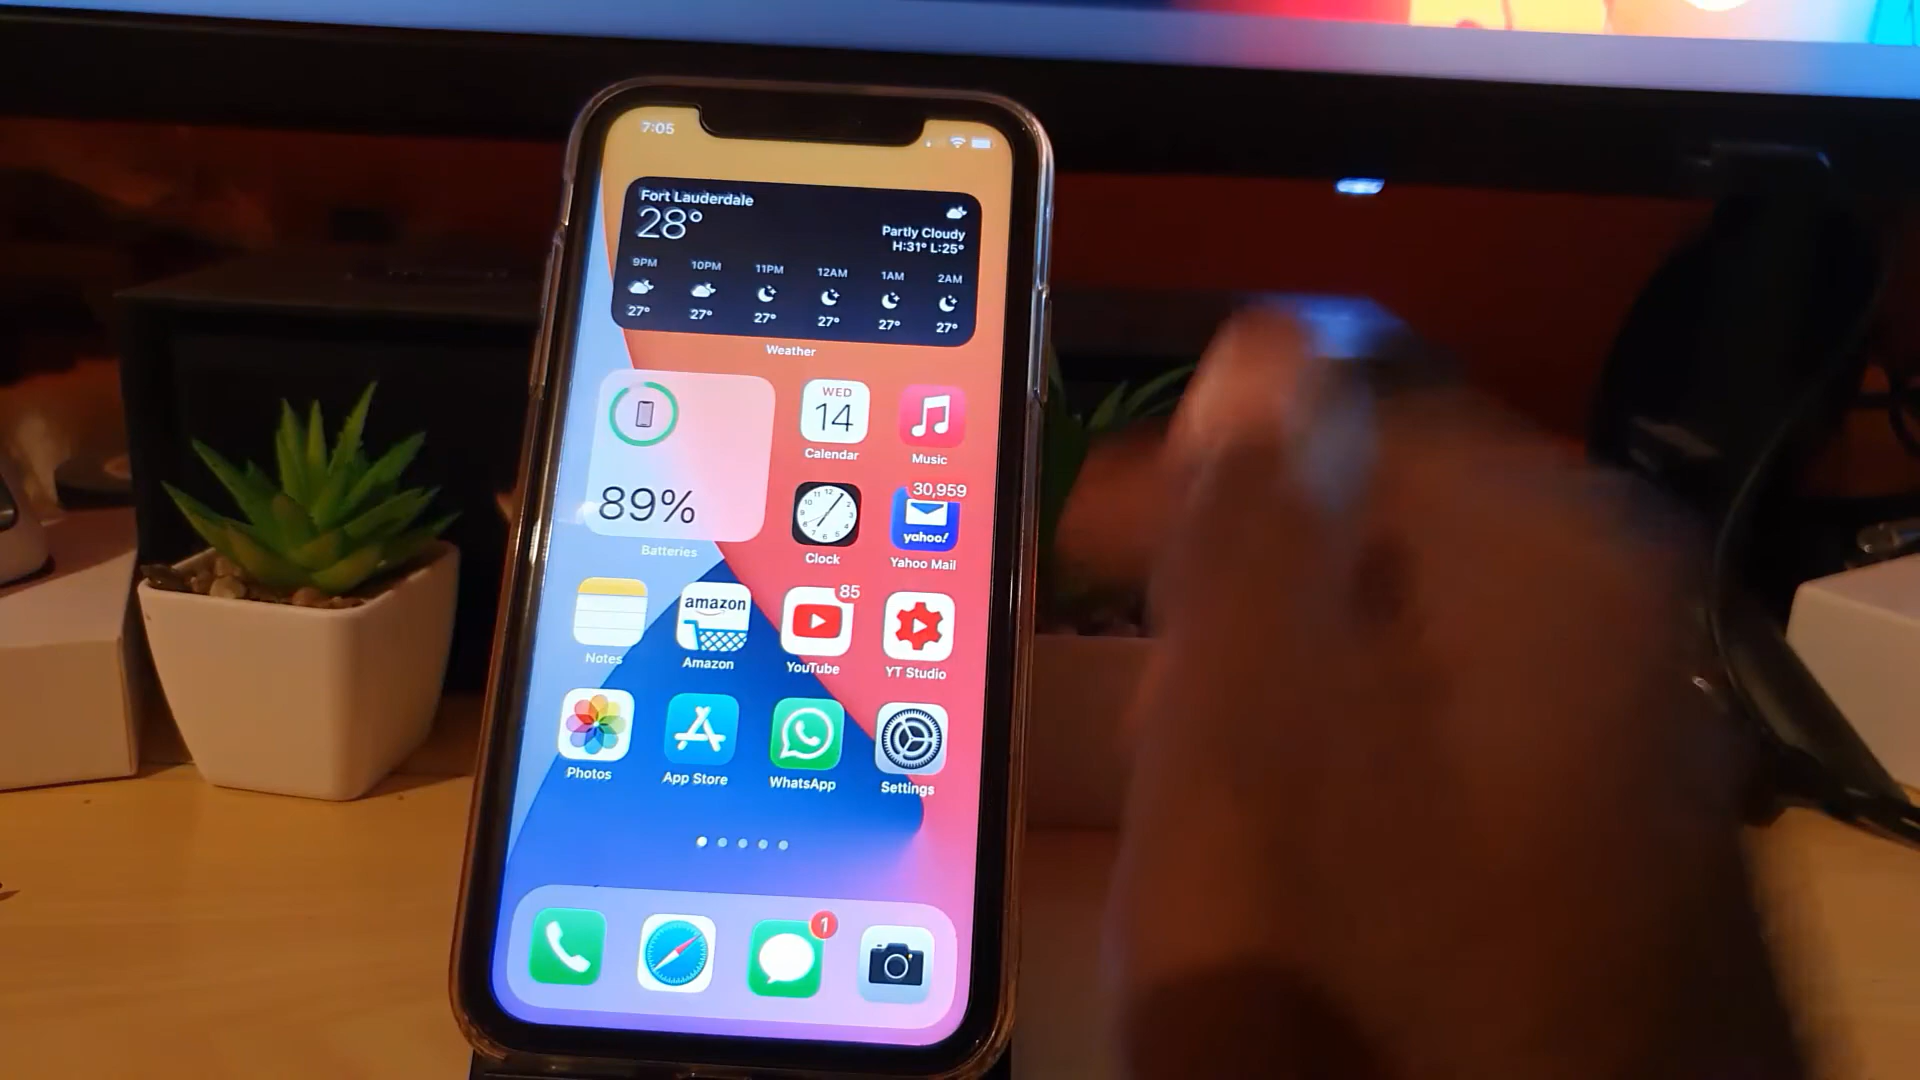 7:05
Fort Lauderdale
28°
Partly Cloudy
H:31° L:25°
9PM 10PM 11PM 12AM 1AM 2AM
27° 27° 27° 27° 27° 27°
Weather
89%
Batteries
WED
14
Calendar
Music
12
Clock
30,959
yahoo!
Yahoo Mail
Notes
amazon
Amazon
85
YouTube
YT Studio
Photos
App Store
WhatsApp
Settings
1